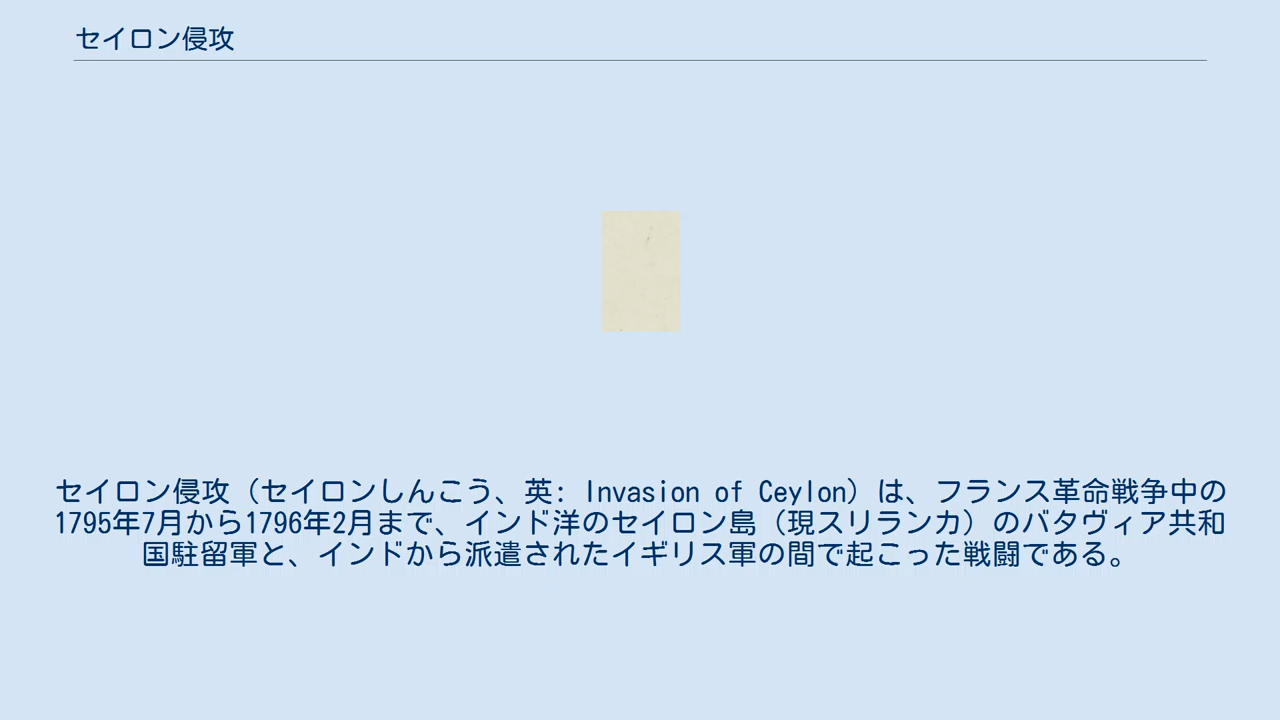 セイロン侵攻
セイロン侵攻（セイロンしんこう、英: Invasion of Ceylon）は、フランス革命戦争中の
1795年7月から1796年2月まで、インド洋のセイロン島（現スリランカ）のバタヴィア共和
国駐留軍と、インドから派遣されたイギリス軍の間で起こった戦闘である。